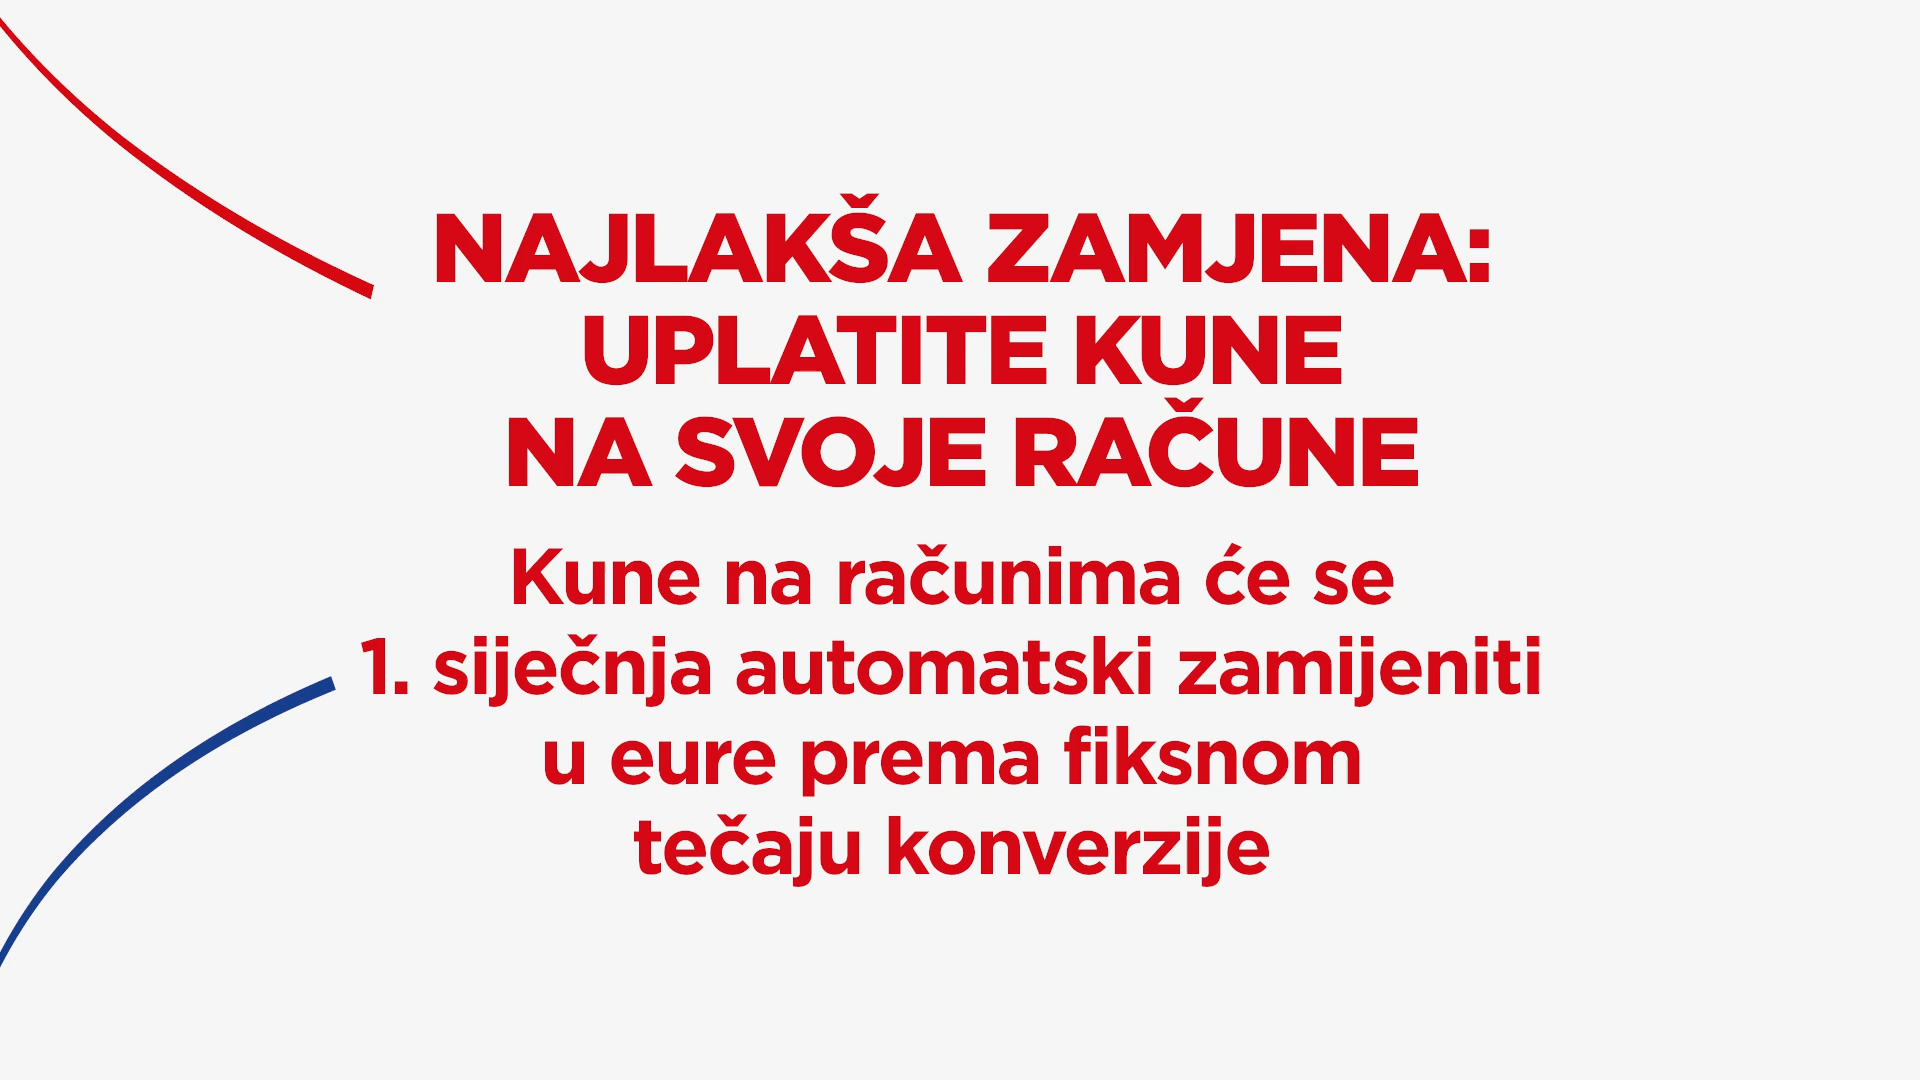 NAJLAKŠA ZAMJENA:
UPLATITE KUNE
NA SVOJE RAČUNE
Kune na računima će se
1. siječnja automatski zamijeniti
u eure prema fiksnom
tečaju konverzije